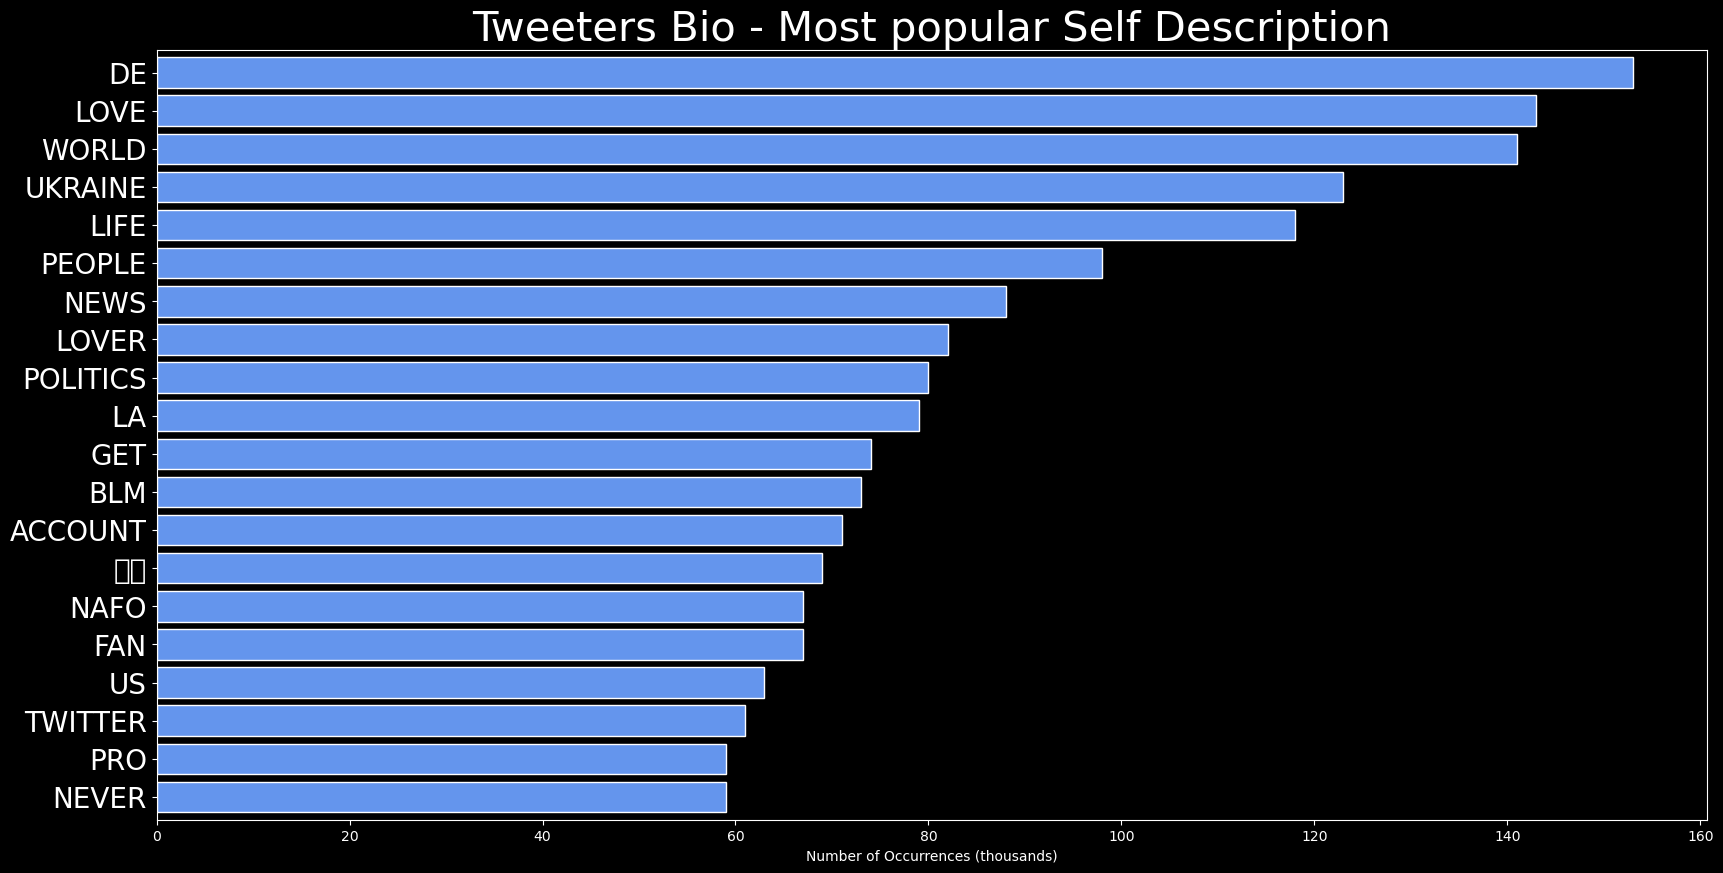 Tweeters Bio - Most popular Self Description
DE
LOVE
WORLD
UKRAINE
LIFE
PEOPLE
NEWS
LOVER
POLITICS
LA
GET
BLM
ACCOUNT
NAFO
FAN
US
TWITTER
PRO
NEVER
0 20 40 60 80 100 120 140 160
Number of Occurrences (thousands)